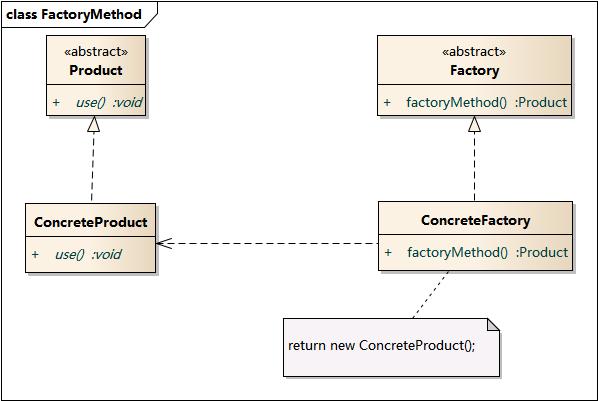 class FactoryMethod
«abstract»
Product
+ use() :void
«abstract»
Factory
+ factoryMethod() :Product
ConcreteProduct
+ use() :void
ConcreteFactory
+ factoryMethod() :Product
return new ConcreteProduct();